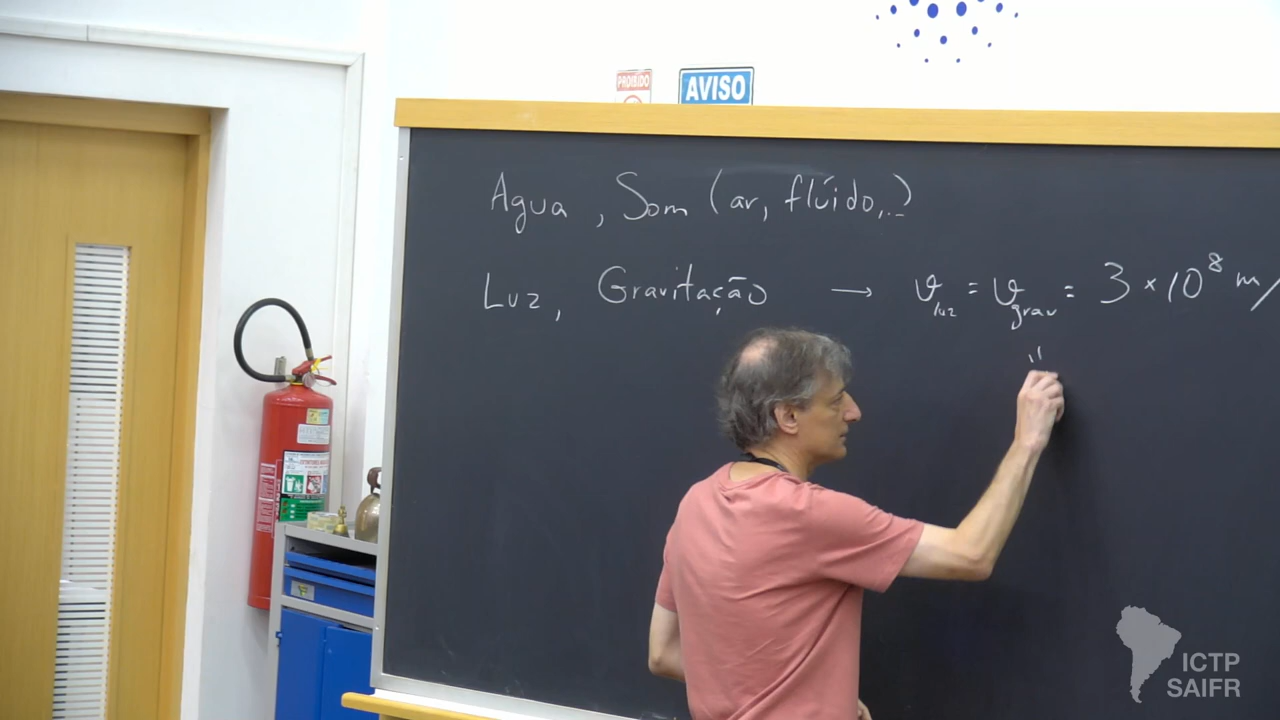 PROIBIDO
AVISO
Agua, Som (ar, flúido,..)
Luz, Gravitação → v luz = v grav = 3 × 10⁸ m/
"
ICTP
SAIFR